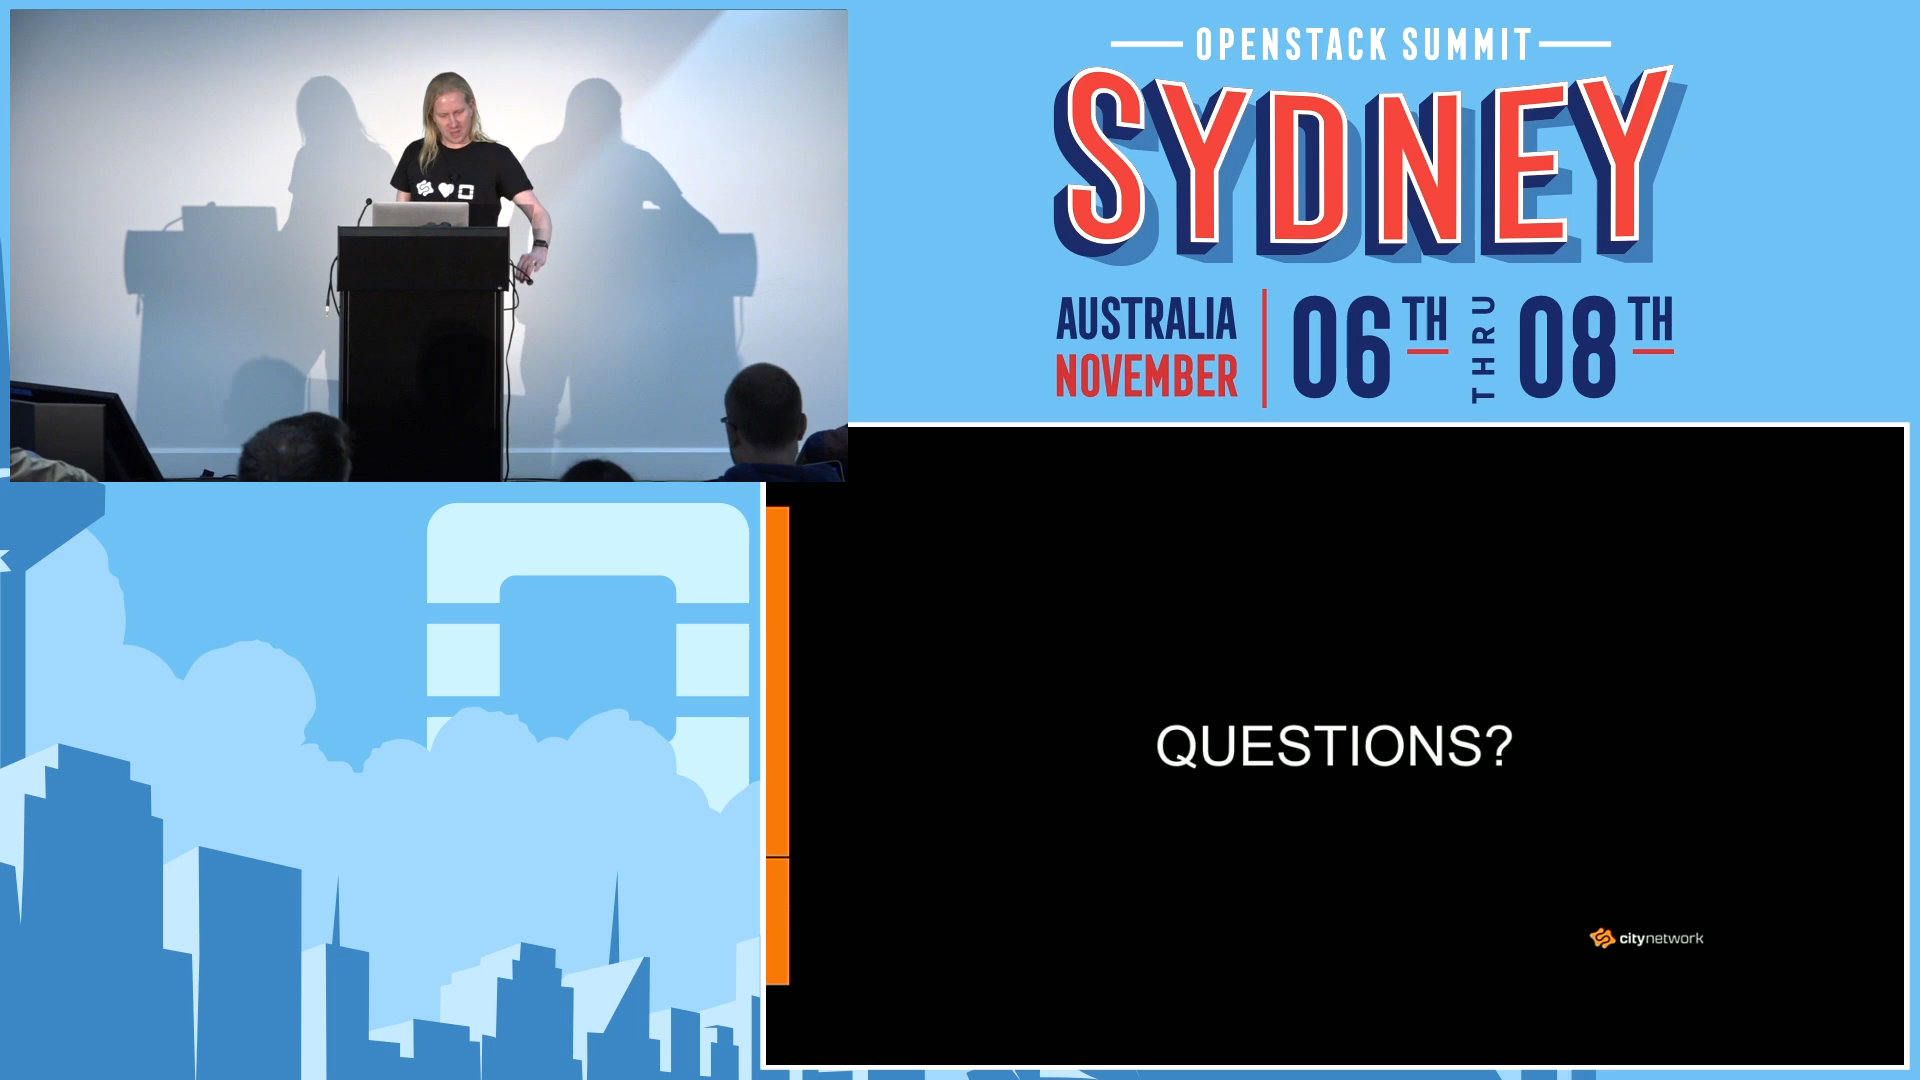 OPENSTACK SUMMIT
SYDNEY
AUSTRALIA
NOVEMBER
06TH THRU 08TH
QUESTIONS?
citynetwork